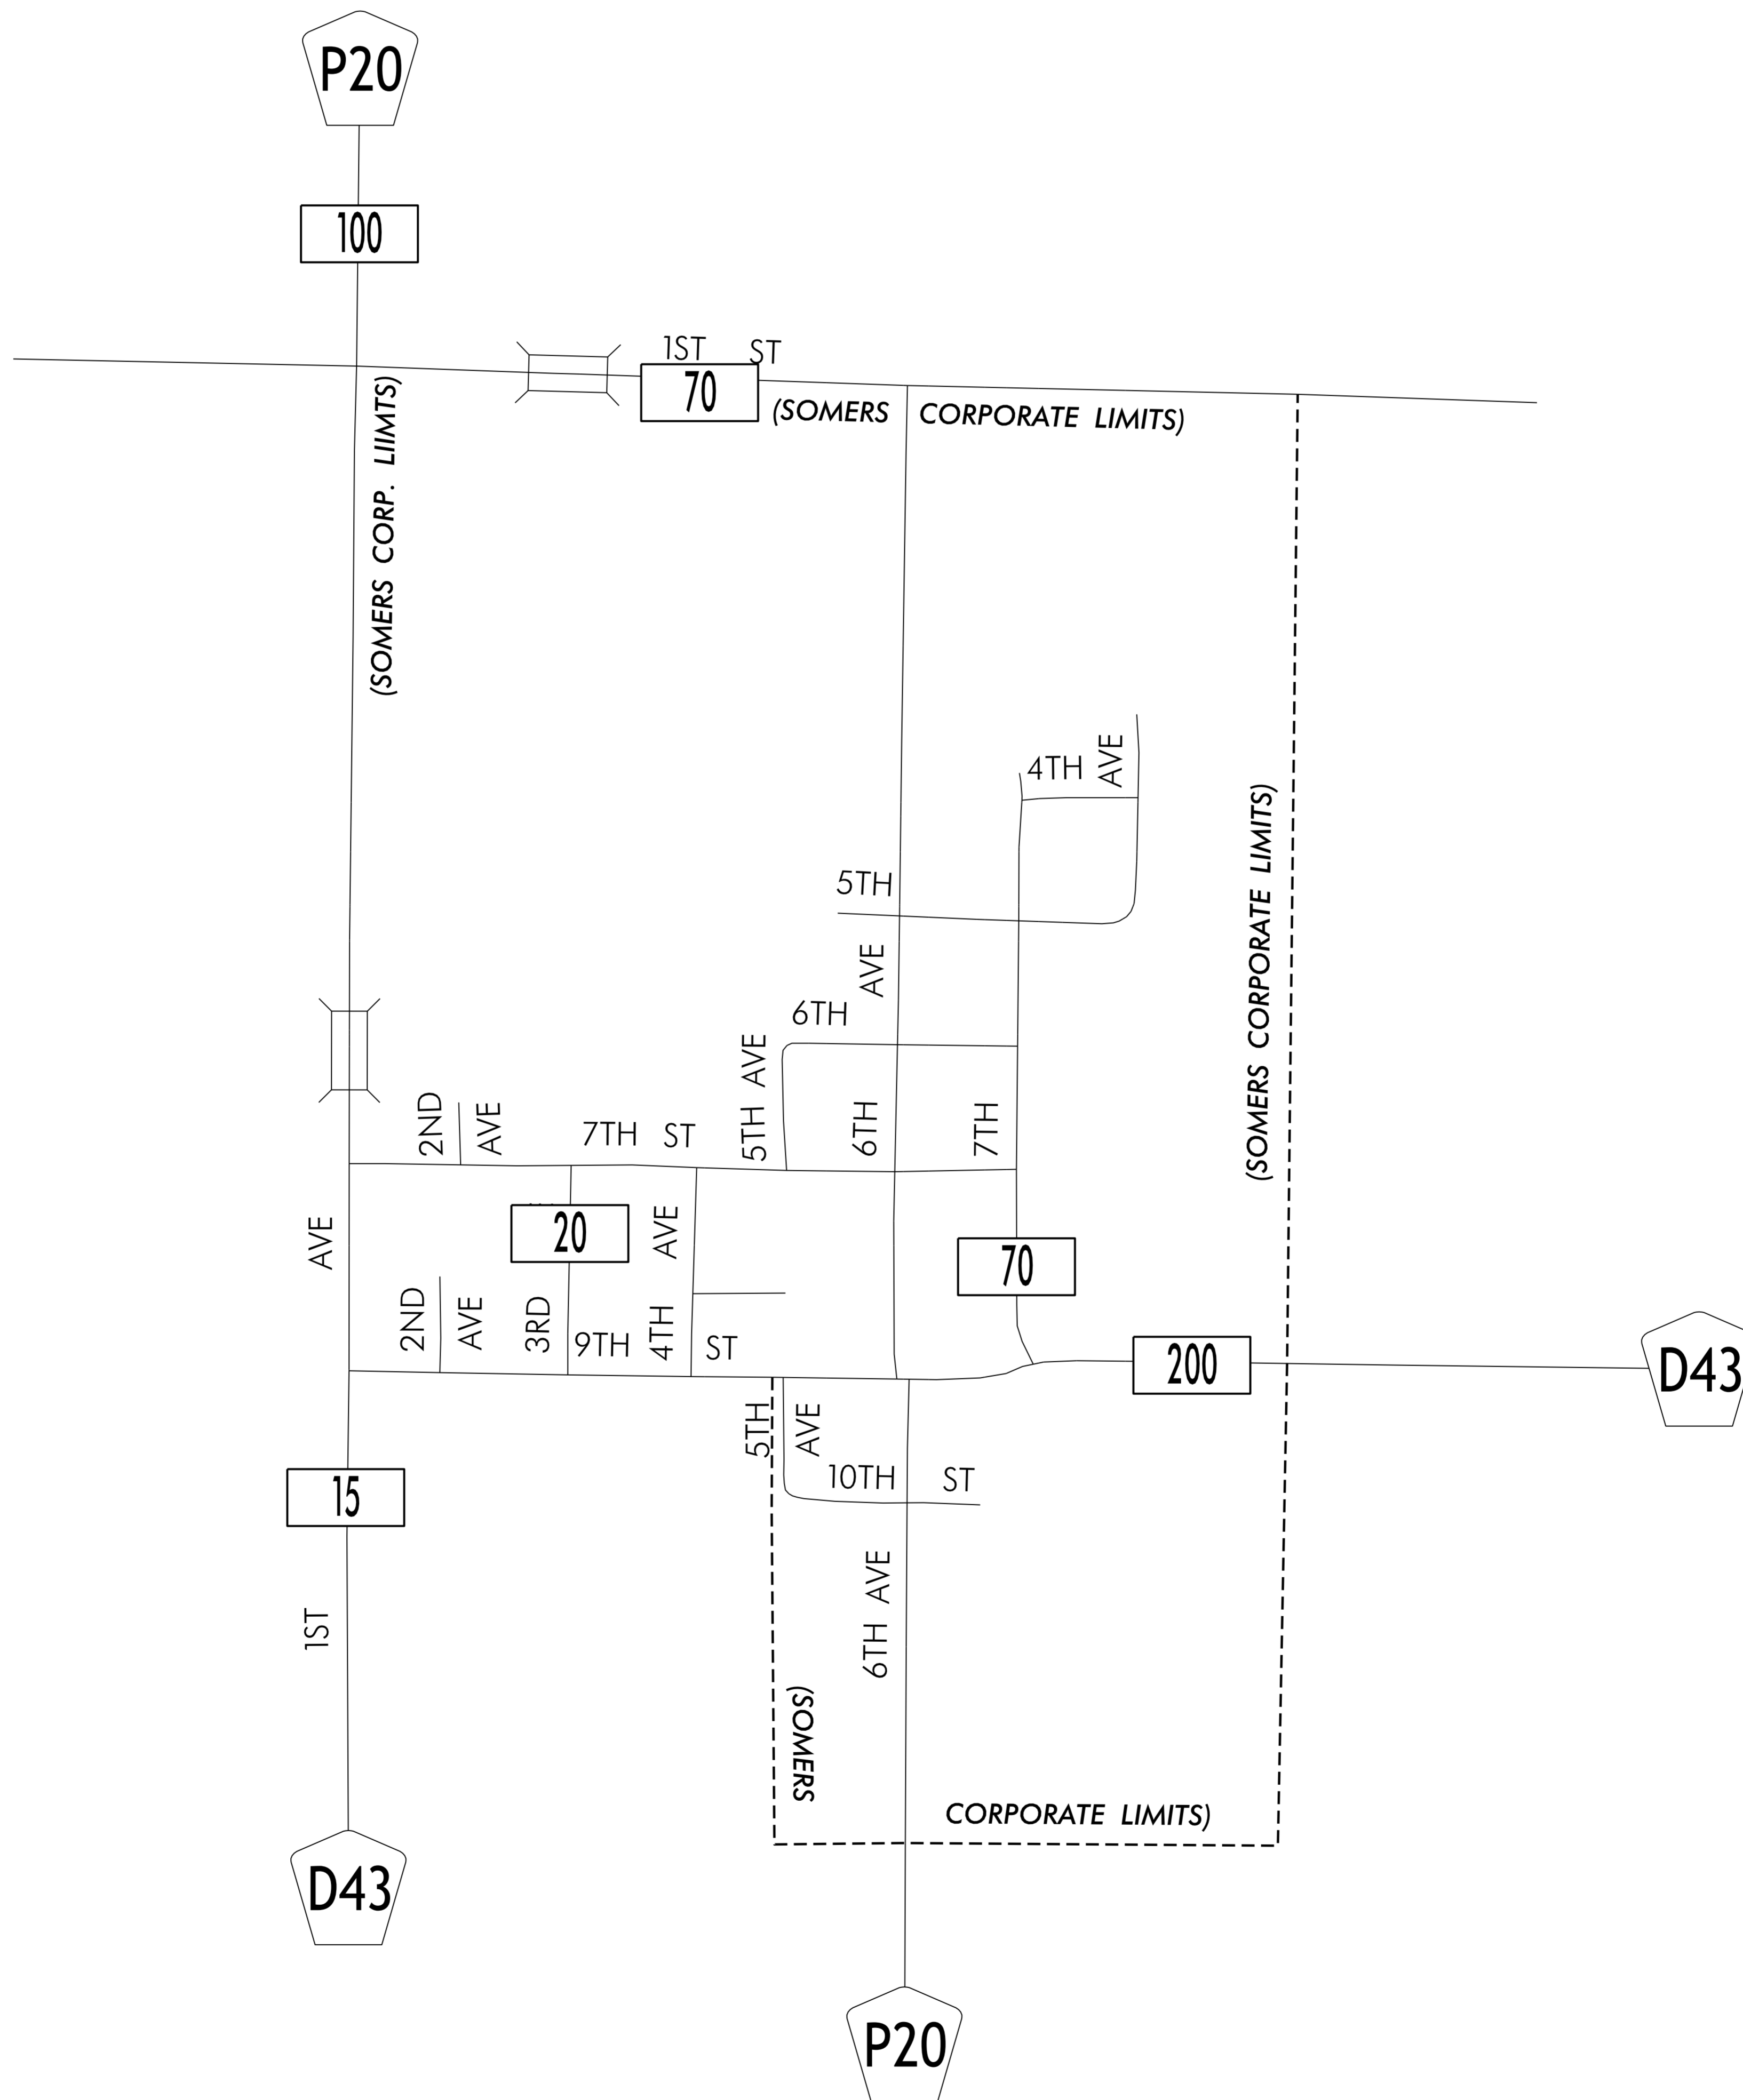 P20
100
1ST ST
70
(SOMERS CORPORATE LIMITS)
(SOMERS CORP. LIIMTS)
4TH
AVE
5TH
(SOMERS CORPORATE LIMITS)
AVE
6TH
5TH AVE
2ND
AVE
7TH ST
6TH
7TH
AVE
20
AVE
70
2ND
AVE
3RD
9TH
4TH
ST
200
D43
5TH
AVE
10TH ST
15
6TH AVE
1ST
(SOMERS
CORPORATE LIMITS)
D43
P20